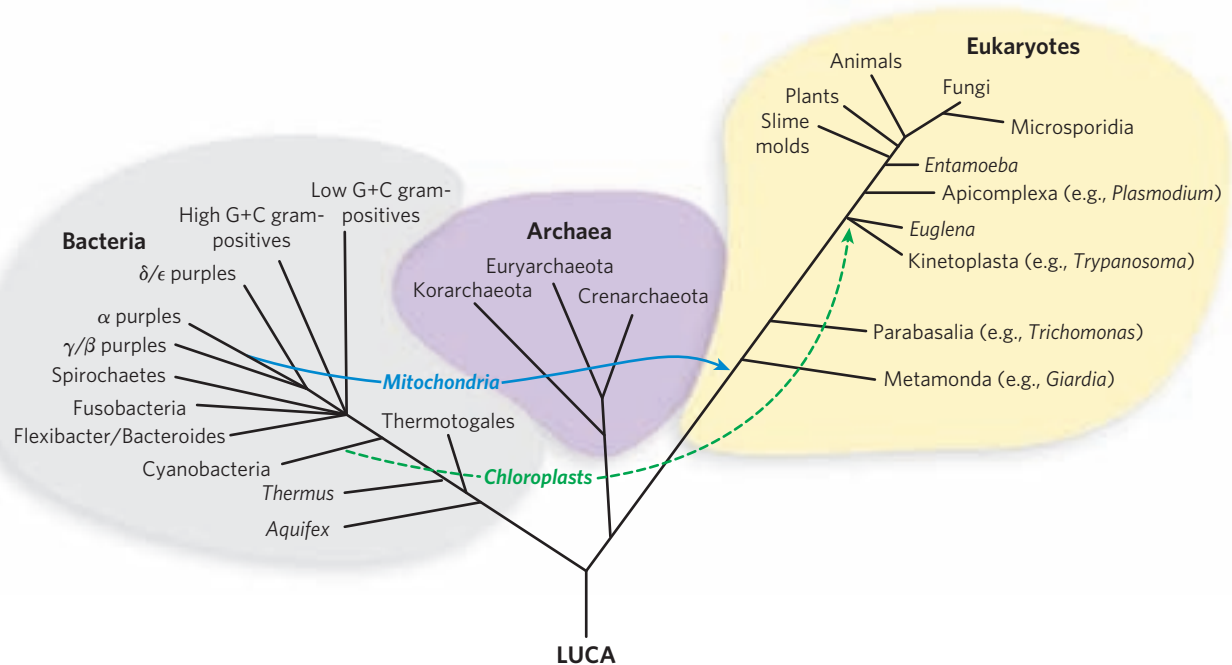 Eukaryotes
Animals
Fungi
Plants
Slime
molds
Microsporidia
Entamoeba
Apicomplexa (e.g., Plasmodium)
Euglena
Kinetoplasta (e.g., Trypanosoma)
Parabasalia (e.g., Trichomonas)
Metamonda (e.g., Giardia)
Archaea
Euryarchaeota
Korarchaeota
Crenarchaeota
Bacteria
Low G+C gram-
positives
High G+C gram-
positives
δ/ϵ purples
α purples
γ/β purples
Spirochaetes
Fusobacteria
Flexibacter/Bacteroides
Cyanobacteria
Thermotogales
Thermus
Aquifex
Mitochondria
Chloroplasts
LUCA